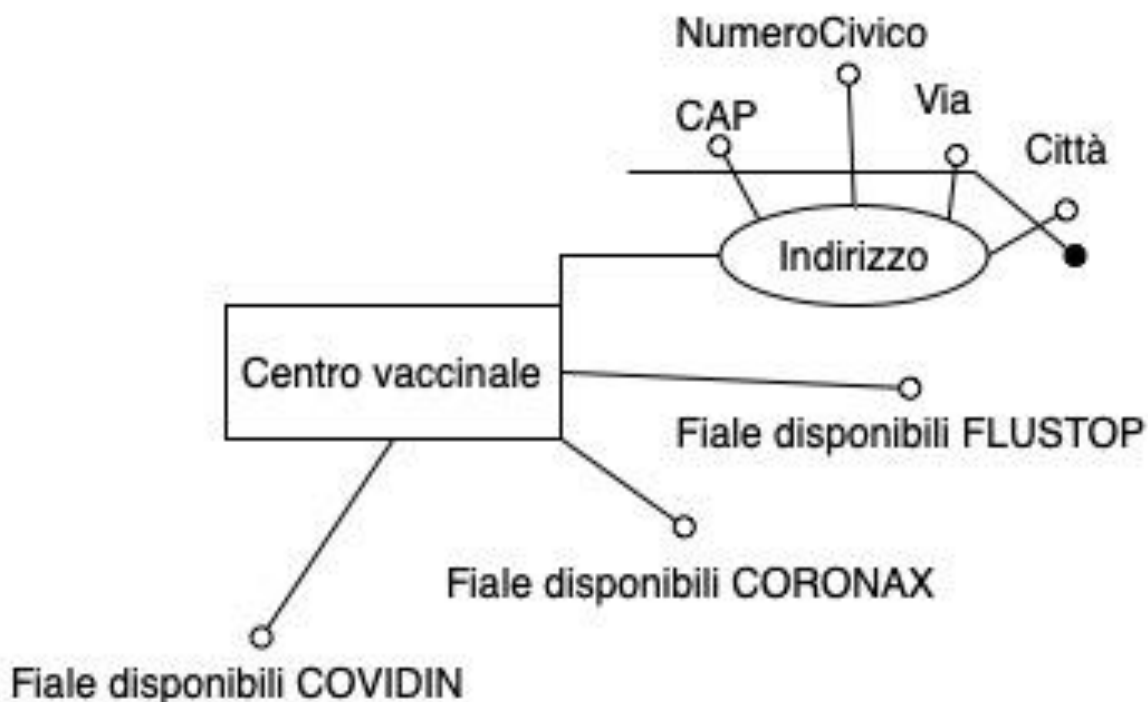 NumeroCivico
CAP
Via
Città
Indirizzo
Centro vaccinale
Fiale disponibili FLUSTOP
Fiale disponibili CORONAX
Fiale disponibili COVIDIN